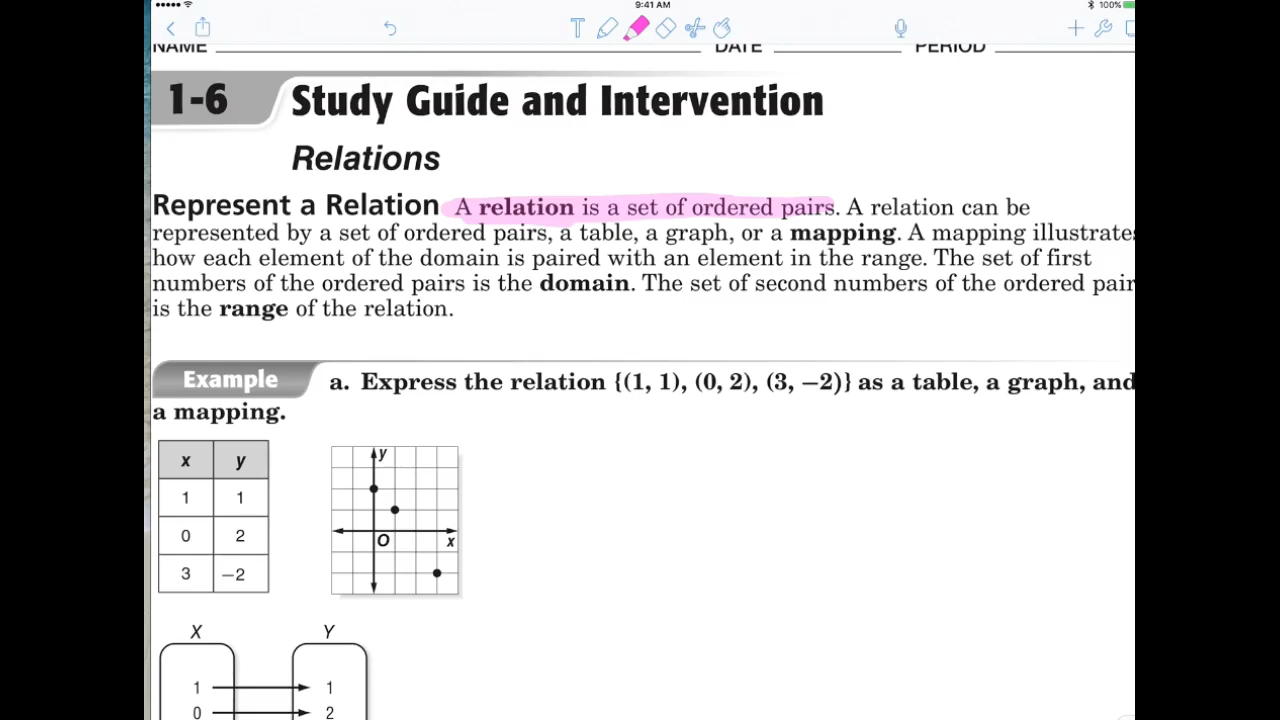 9:41 AM
100%
T
NAME DATE PERIOD
1-6 Study Guide and Intervention
Relations
Represent a Relation A relation is a set of ordered pairs. A relation can be
represented by a set of ordered pairs, a table, a graph, or a mapping. A mapping illustrates
how each element of the domain is paired with an element in the range. The set of first
numbers of the ordered pairs is the domain. The set of second numbers of the ordered pair
is the range of the relation.
Example a. Express the relation {(1, 1), (0, 2), (3, −2)} as a table, a graph, and
a mapping.
x y
1 1
0 2
3 −2
y
O
x
X Y
1 1
0 2